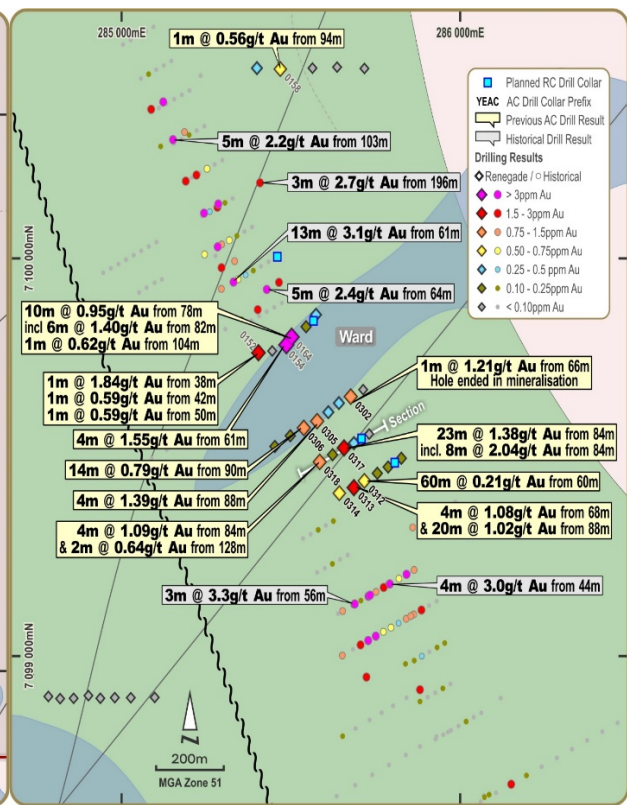 285 000mE
286 000mE
1m @ 0.56g/t Au from 94m
0158
Planned RC Drill Collar
YEAC AC Drill Collar Prefix
Previous AC Drill Result
Historical Drill Result
Drilling Results
Renegade / Historical
> 3ppm Au
1.5 - 3ppm Au
0.75 - 1.5ppm Au
0.50 - 0.75ppm Au
0.25 - 0.5 ppm Au
0.10 - 0.25ppm Au
< 0.10ppm Au
5m @ 2.2g/t Au from 103m
3m @ 2.7g/t Au from 196m
13m @ 3.1g/t Au from 61m
7 100 000mN
5m @ 2.4g/t Au from 64m
10m @ 0.95g/t Au from 78m
incl 6m @ 1.40g/t Au from 82m
1m @ 0.62g/t Au from 104m
Ward
0152
0164
0154
1m @ 1.21g/t Au from 66m
Hole ended in mineralisation
1m @ 1.84g/t Au from 38m
1m @ 0.59g/t Au from 42m
1m @ 0.59g/t Au from 50m
0302
Section
4m @ 1.55g/t Au from 61m
0305
0306
23m @ 1.38g/t Au from 84m
incl. 8m @ 2.04g/t Au from 84m
0317
14m @ 0.79g/t Au from 90m
0318
60m @ 0.21g/t Au from 60m
0312
0313
0314
4m @ 1.39g/t Au from 88m
4m @ 1.08g/t Au from 68m
& 20m @ 1.02g/t Au from 88m
4m @ 1.09g/t Au from 84m
& 2m @ 0.64g/t Au from 128m
3m @ 3.3g/t Au from 56m
4m @ 3.0g/t Au from 44m
7 099 000mN
N
200m
MGA Zone 51